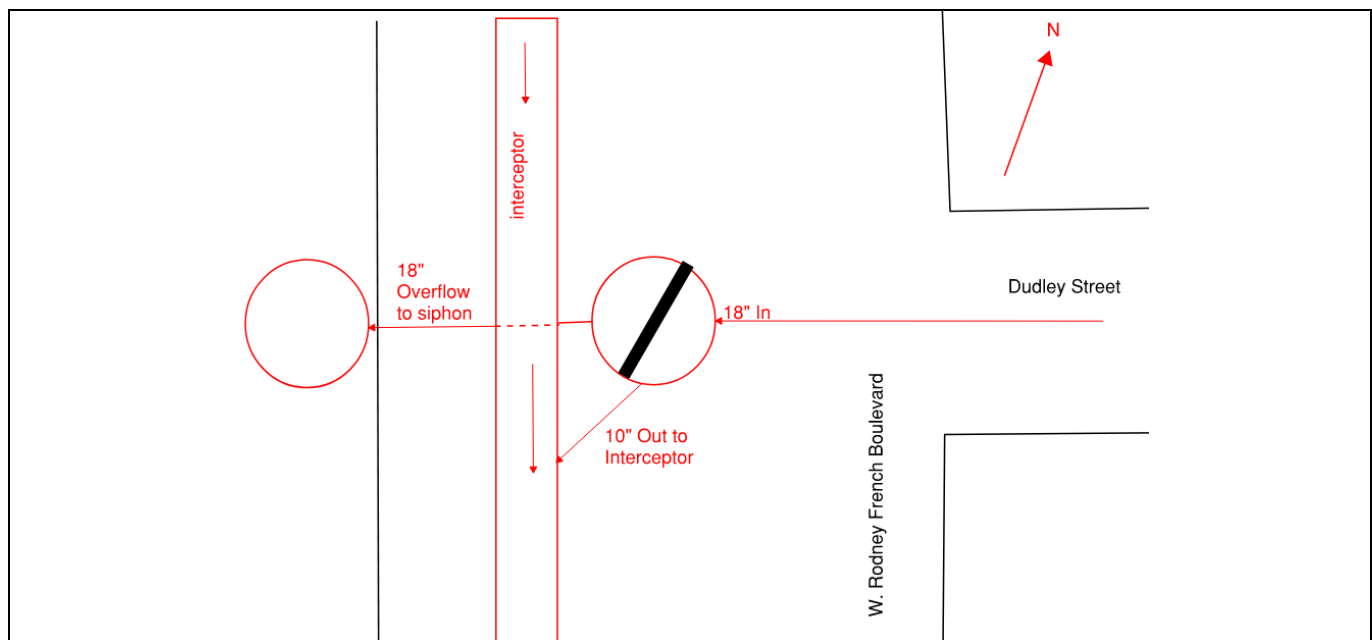 N
interceptor
18"
Overflow
to siphon
18" In
Dudley Street
10" Out to
Interceptor
W. Rodney French Boulevard